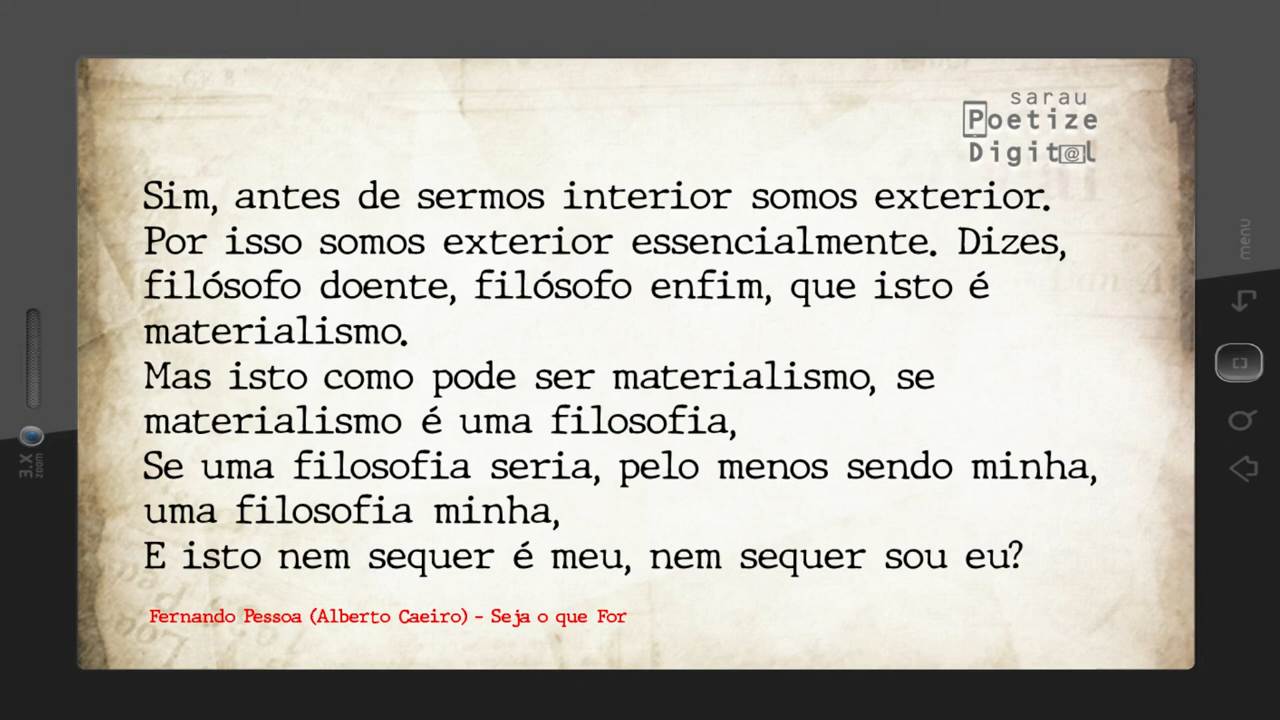 sarau
Poetize
Digit@l
Sim, antes de sermos interior somos exterior.
Por isso somos exterior essencialmente. Dizes,
filósofo doente, filósofo enfim, que isto é
materialismo.
Mas isto como pode ser materialismo, se
materialismo é uma filosofia,
Se uma filosofia seria, pelo menos sendo minha,
uma filosofia minha,
E isto nem sequer é meu, nem sequer sou eu?
Fernando Pessoa (Alberto Caeiro) - Seja o que For
menu
3.X
zoom